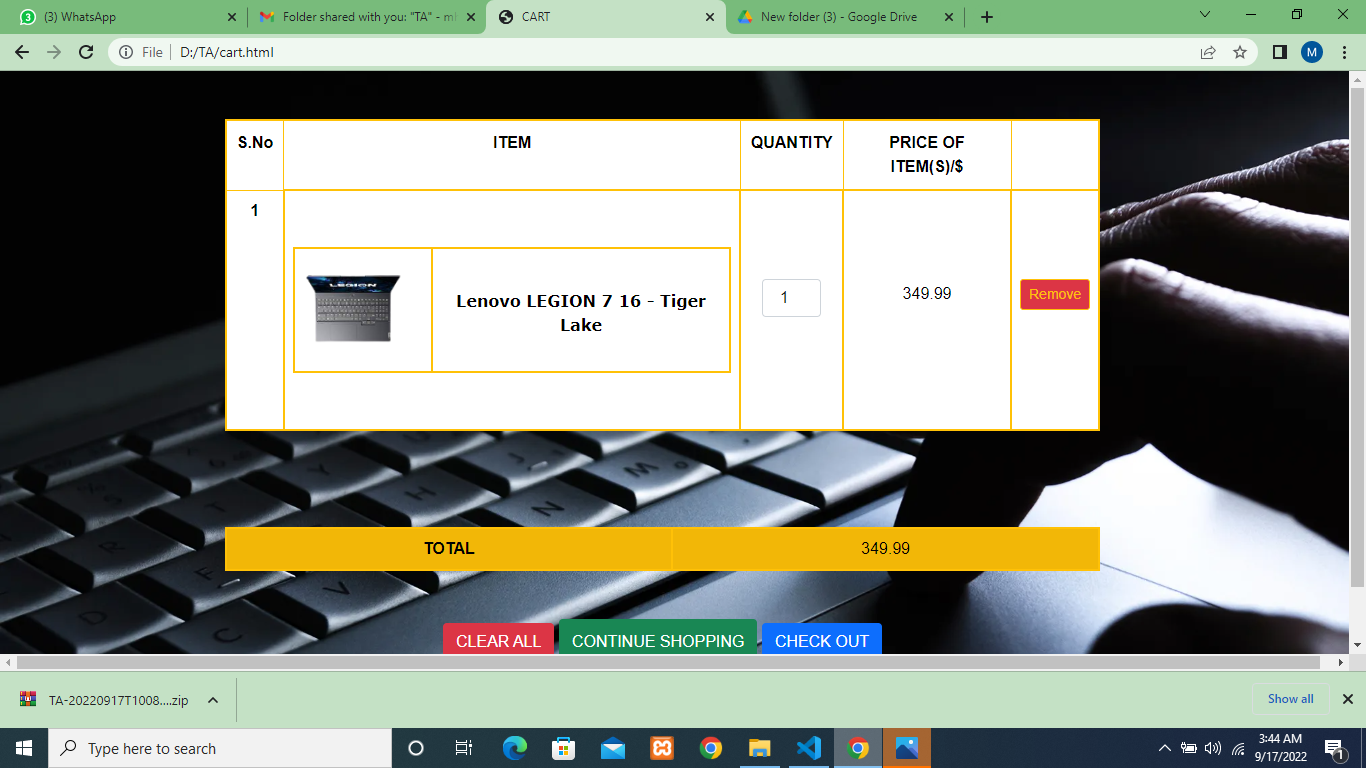 3
(3) WhatsApp
Folder shared with you: "TA" - ml
CART
New folder (3) - Google Drive
File
D:/TA/cart.html
M
S.No
ITEM
QUANTITY
PRICE OF
ITEM(S)/$
1
LEGION
Lenovo LEGION 7 16 - Tiger
Lake
1
349.99
Remove
TOTAL
349.99
CLEAR ALL
CONTINUE SHOPPING
CHECK OUT
TA-20220917T1008....zip
Show all
Type here to search
3:44 AM
9/17/2022
1